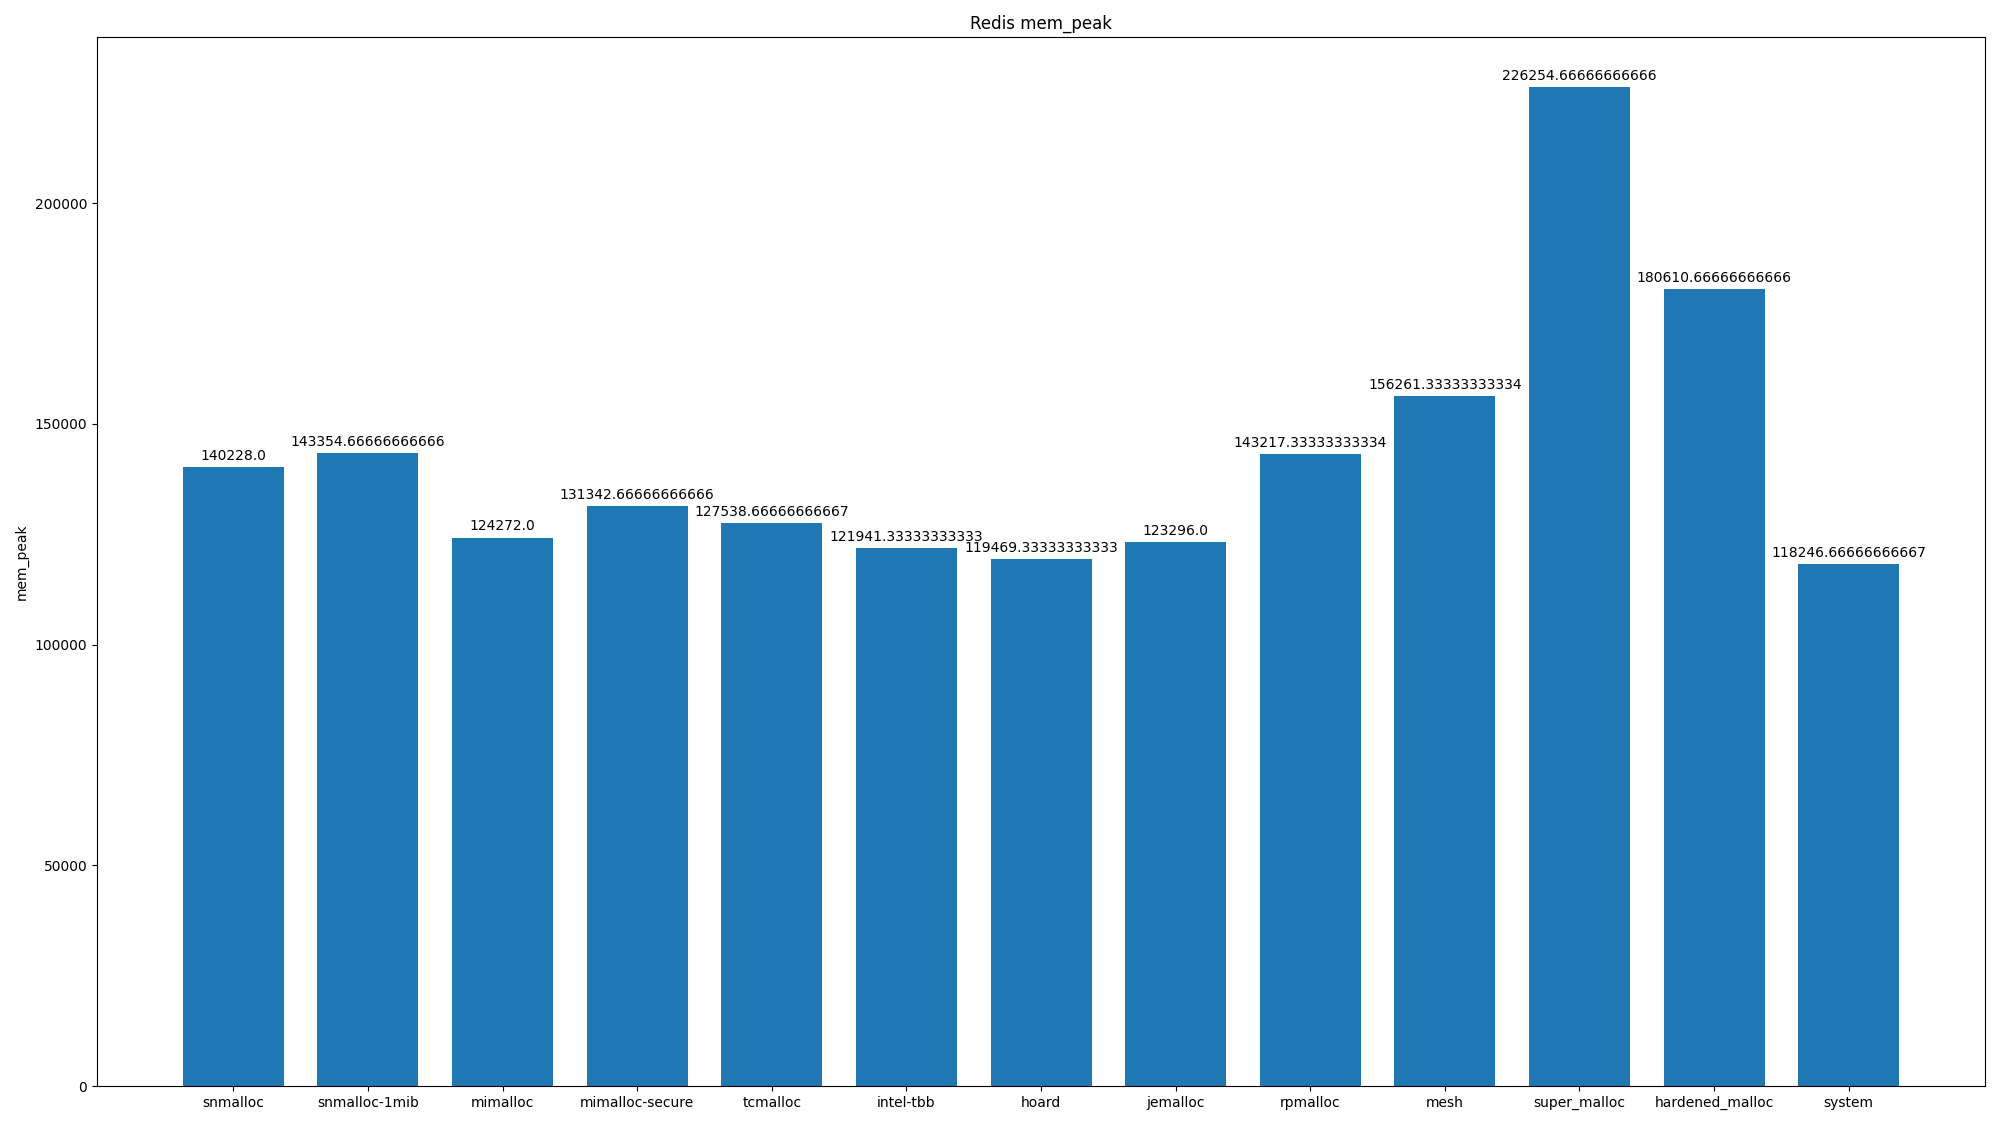 Redis mem_peak
mem_peak
200000
150000
100000
50000
0
140228.0
143354.66666666666
124272.0
131342.66666666666
127538.66666666667
121941.33333333333
119469.33333333333
123296.0
143217.33333333334
156261.33333333334
226254.66666666666
180610.66666666666
118246.66666666667
snmalloc
snmalloc-1mib
mimalloc
mimalloc-secure
tcmalloc
intel-tbb
hoard
jemalloc
rpmalloc
mesh
super_malloc
hardened_malloc
system